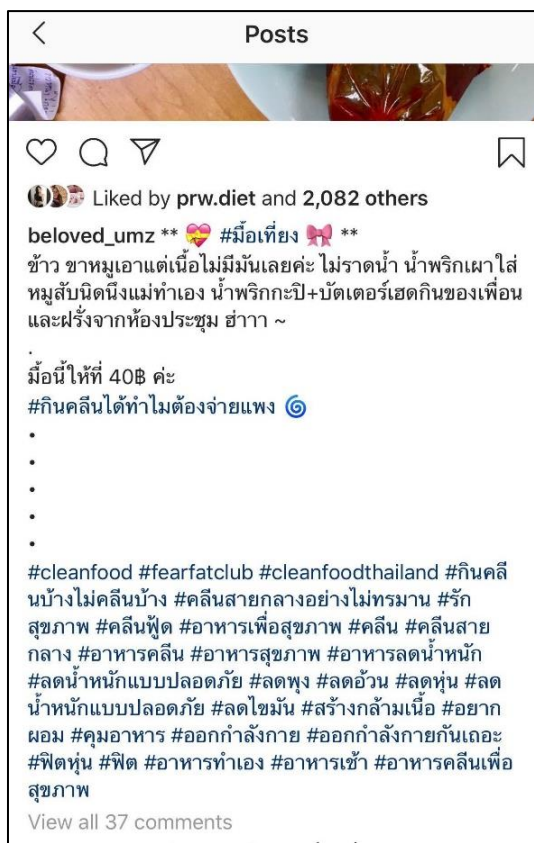 Posts
Liked by prw.diet and 2,082 others
beloved_umz ** 💝 #มื้อเที่ยง 🎀 **
ข้าว ขาหมูเอาแต่เนื้อไม่มีมันเลยค่ะ ไม่ราดน้ำ น้ำพริกเผาใส่
หมูสับนิดนึงแม่ทำเอง น้ำพริกกะปิ+บัตเตอร์เฮดกินของเพื่อน
และฝรั่งจากห้องประชุม ฮ่าาา ~
.
มื้อนี้ให้ที่ 40฿ ค่ะ
#กินคลีนได้ทำไมต้องจ่ายแพง 🌀
•
•
•
•
•
#cleanfood #fearfatclub #cleanfoodthailand #กินคลี
นบ้างไม่คลีนบ้าง #คลีนสายกลางอย่างไม่ทรมาน #รัก
สุขภาพ #คลีนฟู้ด #อาหารเพื่อสุขภาพ #คลีน #คลีนสาย
กลาง #อาหารคลีน #อาหารสุขภาพ #อาหารลดน้ำหนัก
#ลดน้ำหนักแบบปลอดภัย #ลดพุง #ลดอ้วน #ลดหุ่น #ลด
น้ำหนักแบบปลอดภัย #ลดไขมัน #สร้างกล้ามเนื้อ #อยาก
ผอม #คุมอาหาร #ออกกำลังกาย #ออกกำลังกายกันเถอะ
#ฟิตหุ่น #ฟิต #อาหารทำเอง #อาหารเช้า #อาหารคลีนเพื่อ
สุขภาพ
View all 37 comments